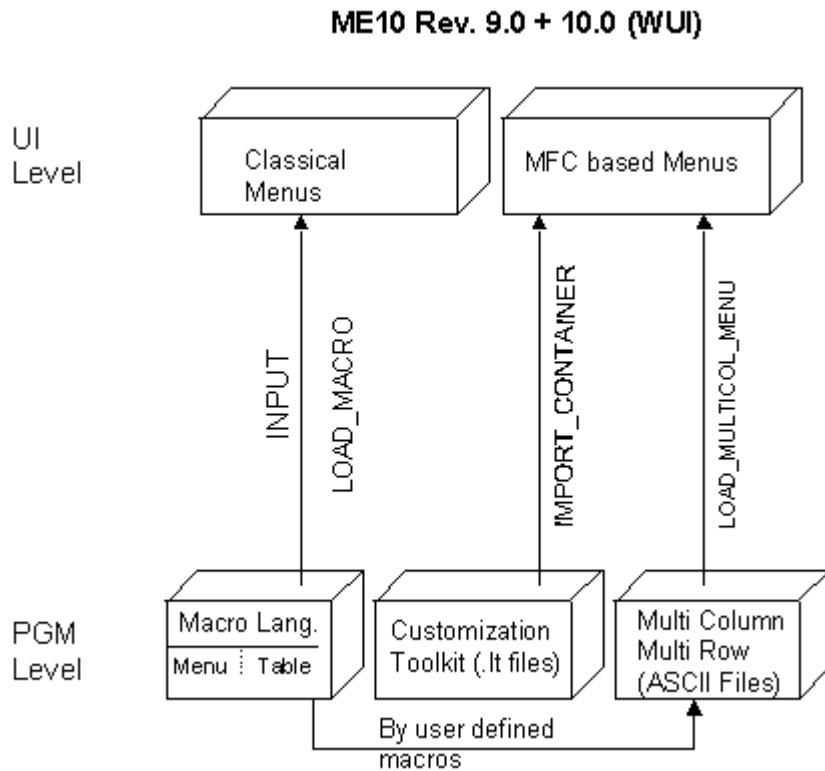 ME10 Rev. 9.0 + 10.0 (WUI)
UI
Level
Classical
Menus
MFC based Menus
INPUT
LOAD_MACRO
IMPORT_CONTAINER
LOAD_MULTICOL_MENU
PGM
Level
Macro Lang.
Menu
Table
Customization
Toolkit (.lt files)
Multi Column
Multi Row
(ASCII Files)
By user defined
macros